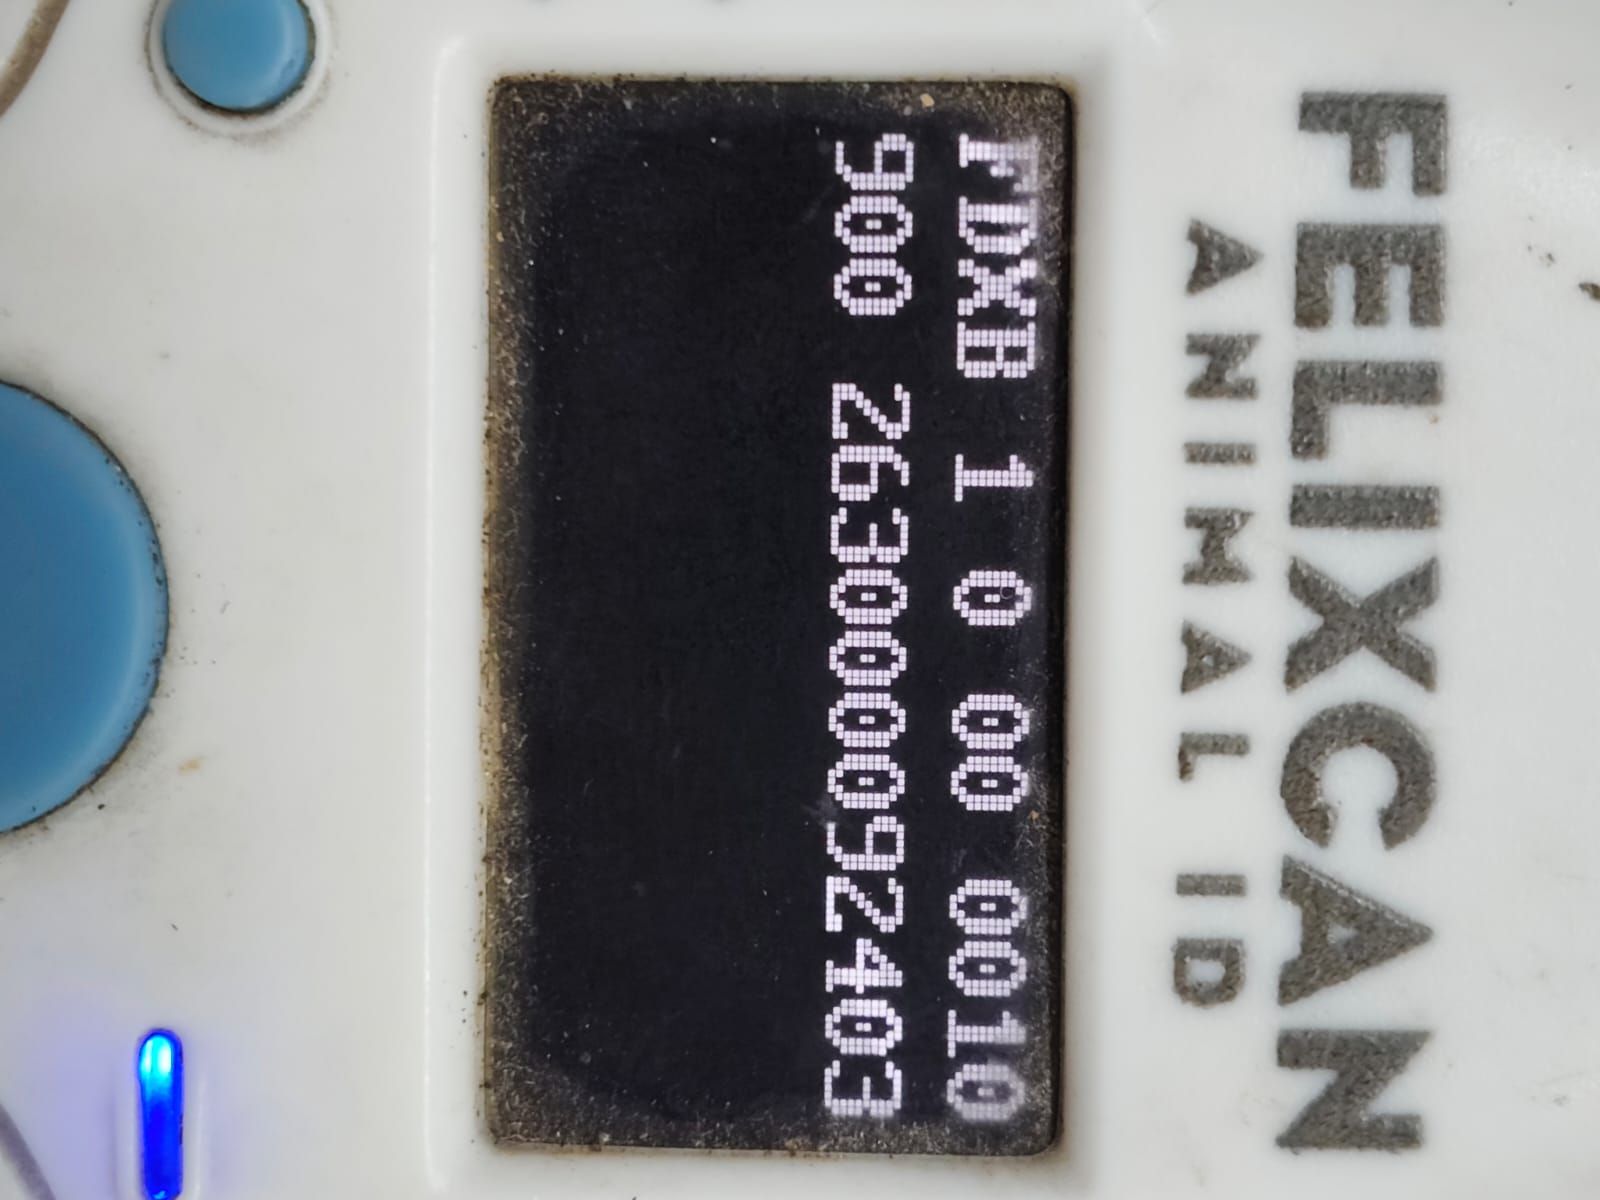 FELIXCAN
ANIMAL ID
FDXB 1 0 00 0010
900 263000092403